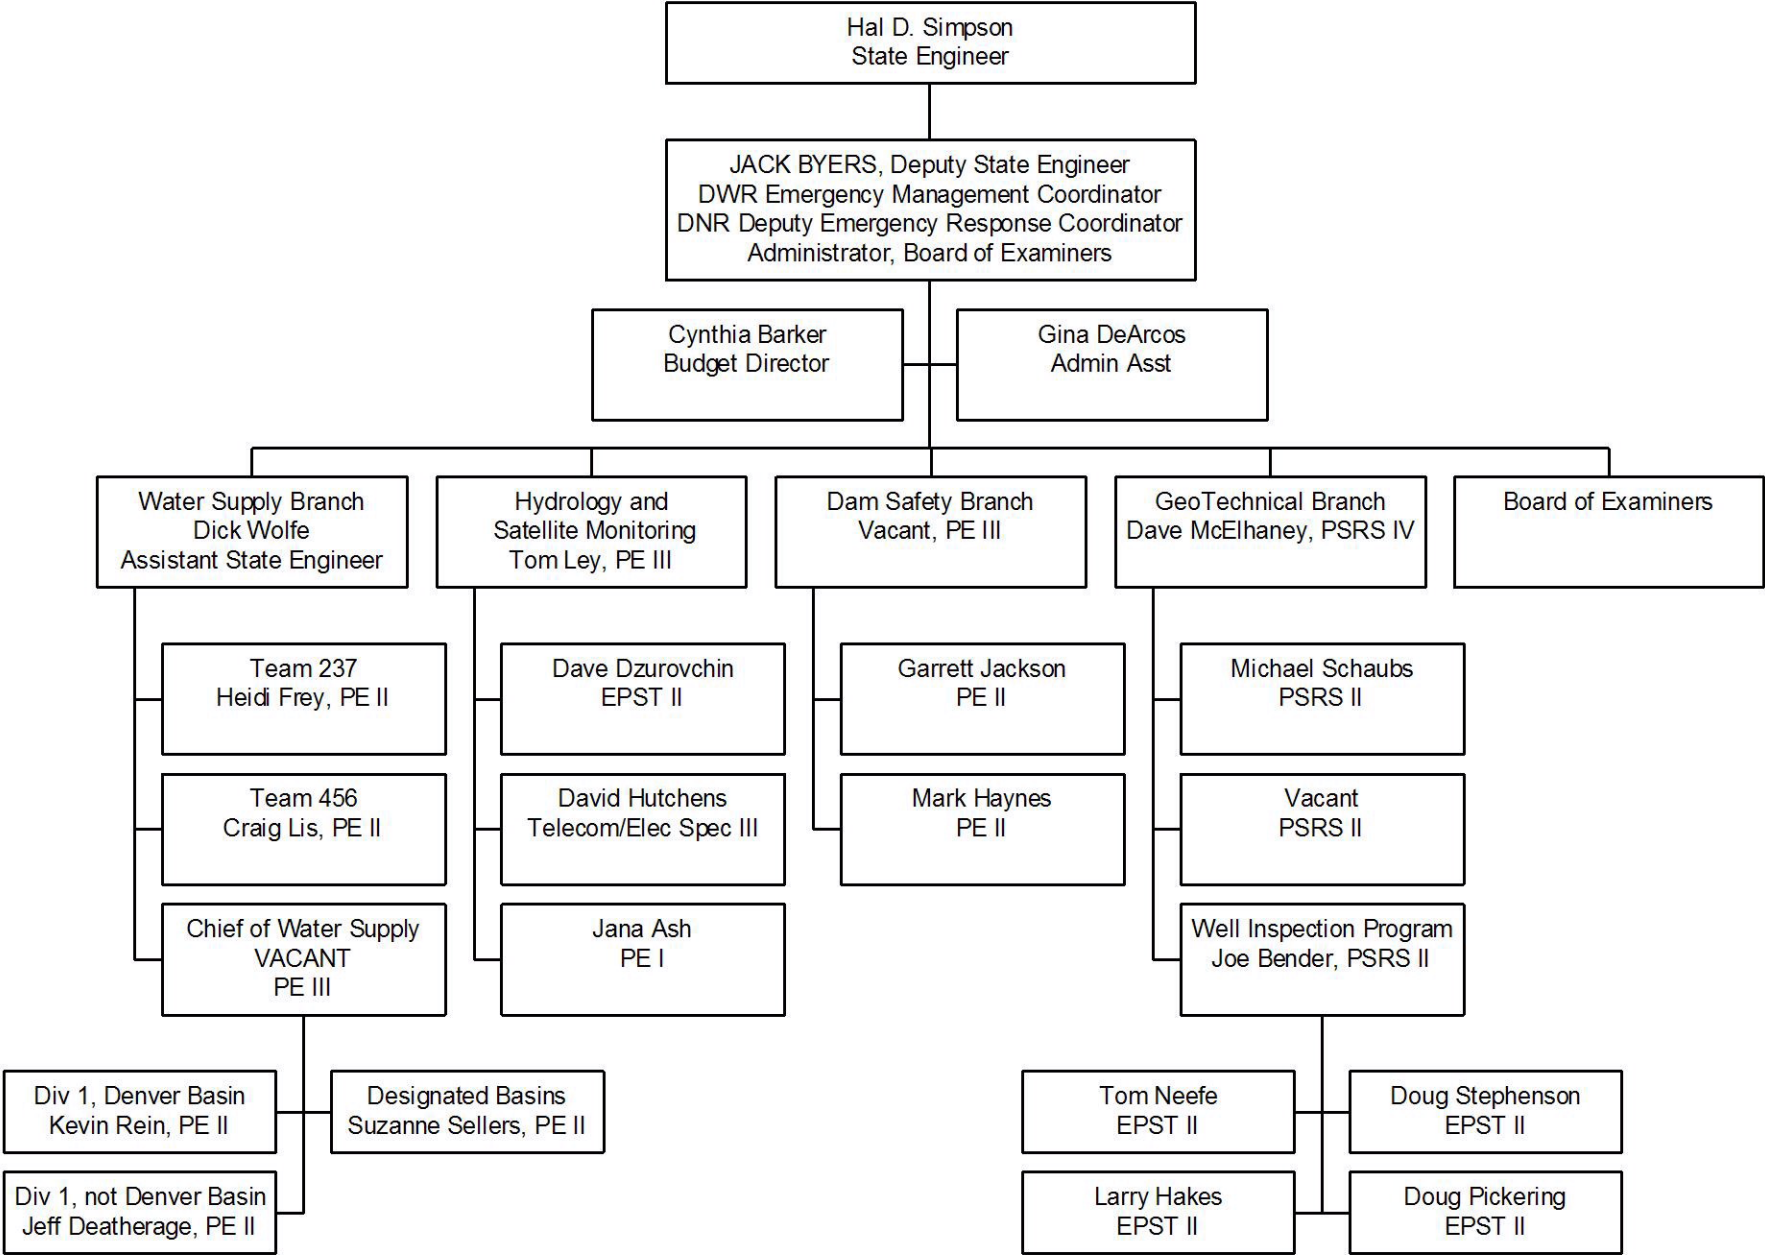 Hal D. Simpson
State Engineer
JACK BYERS, Deputy State Engineer
DWR Emergency Management Coordinator
DNR Deputy Emergency Response Coordinator
Administrator, Board of Examiners
Cynthia Barker
Budget Director
Gina DeArcos
Admin Asst
Water Supply Branch
Dick Wolfe
Assistant State Engineer
Hydrology and
Satellite Monitoring
Tom Ley, PE III
Dam Safety Branch
Vacant, PE III
GeoTechnical Branch
Dave McElhaney, PSRS IV
Board of Examiners
Team 237
Heidi Frey, PE II
Team 456
Craig Lis, PE II
Chief of Water Supply
VACANT
PE III
Div 1, Denver Basin
Kevin Rein, PE II
Designated Basins
Suzanne Sellers, PE II
Div 1, not Denver Basin
Jeff Deatherage, PE II
Dave Dzurovchin
EPST II
David Hutchens
Telecom/Elec Spec III
Jana Ash
PE I
Garrett Jackson
PE II
Mark Haynes
PE II
Michael Schaubs
PSRS II
Vacant
PSRS II
Well Inspection Program
Joe Bender, PSRS II
Tom Neefe
EPST II
Doug Stephenson
EPST II
Larry Hakes
EPST II
Doug Pickering
EPST II